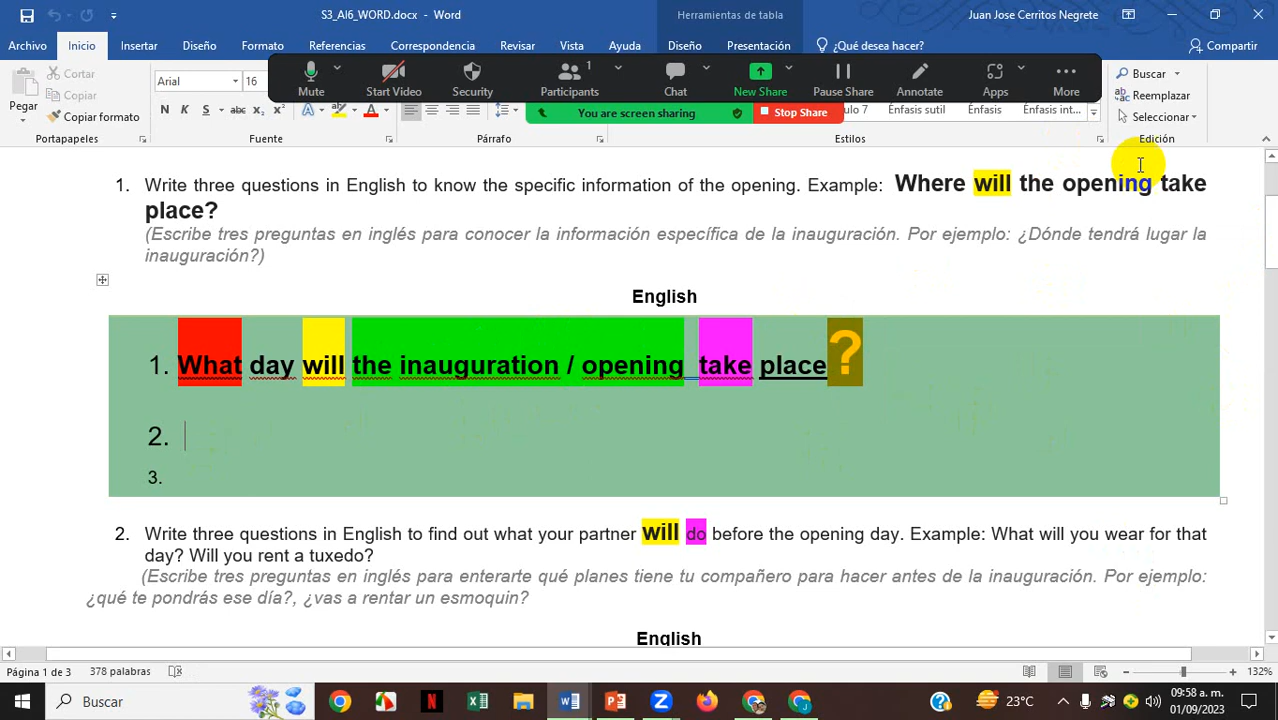 S3_AI6_WORD.docx - Word
Herramientas de tabla
Juan Jose Cerritos Negrete
Archivo Inicio Insertar Diseño Formato Referencias Correspondencia Revisar Vista Ayuda Diseño Presentación ¿Qué desea hacer? Compartir
Pegar
Cortar
Copiar
Copiar formato
Portapapeles
Arial 16
N K S abc x
A A
Fuente
Párrafo
Mute Start Video Security Participants 1 Chat New Share Pause Share Annotate Apps More
You are screen sharing Stop Share
ulo 7 Énfasis sutil Énfasis Énfasis int...
Estilos
Buscar
Reemplazar
Seleccionar
Edición
1. Write three questions in English to know the specific information of the opening. Example: Where will the opening take
place?
(Escribe tres preguntas en inglés para conocer la información específica de la inauguración. Por ejemplo: ¿Dónde tendrá lugar la
inauguración?)
English
1. What day will the inauguration / opening take place?
2.
3.
2. Write three questions in English to find out what your partner will do before the opening day. Example: What will you wear for that
day? Will you rent a tuxedo?
(Escribe tres preguntas en inglés para enterarte qué planes tiene tu compañero para hacer antes de la inauguración. Por ejemplo:
¿qué te pondrás ese día?, ¿vas a rentar un esmoquin?
English
Página 1 de 3 378 palabras 132%
Buscar
23°C
09:58 a. m.
01/09/2023